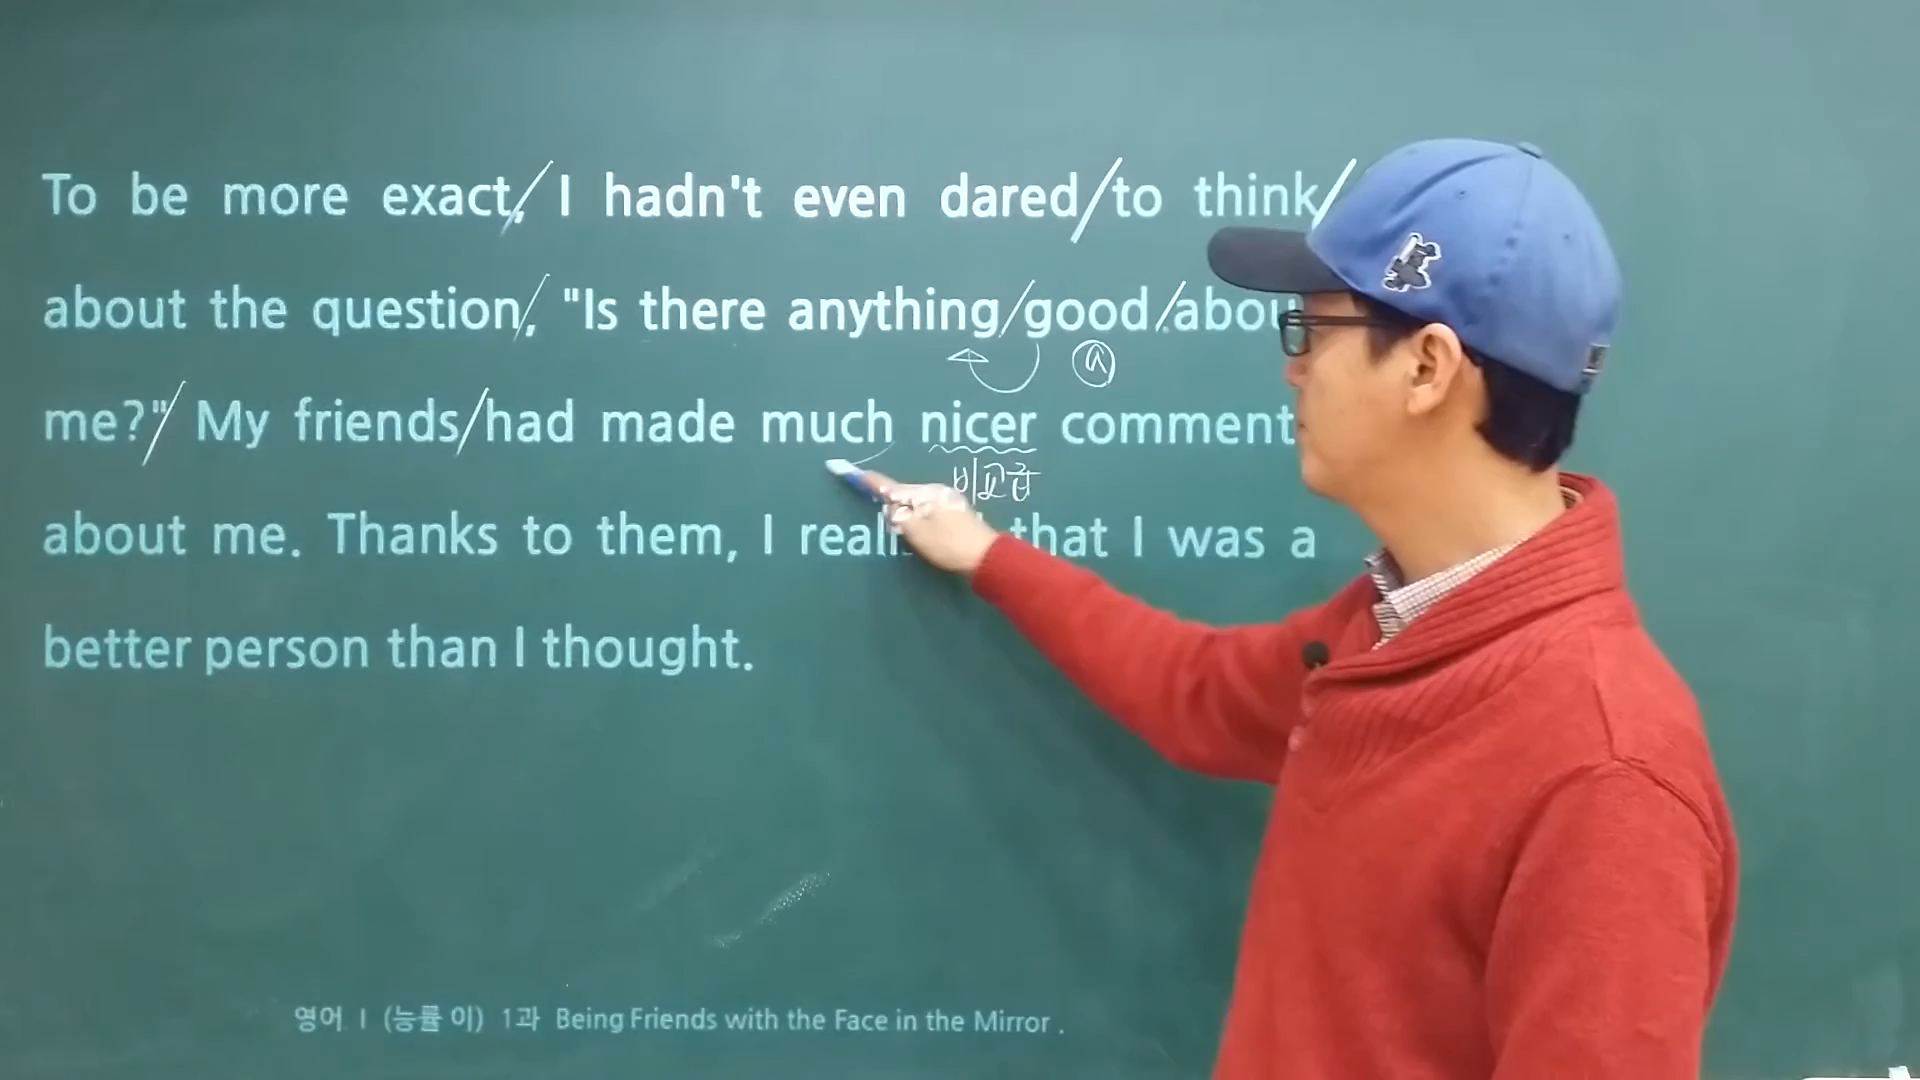 To be more exact, I hadn't even dared to think
about the question, "Is there anything good about
me?" My friends had made much nicer comment
비교급
about me. Thanks to them, I that I was a
better person than I thought.
영어 I (능률 이) 1과 Being Friends with the Face in the Mirror .